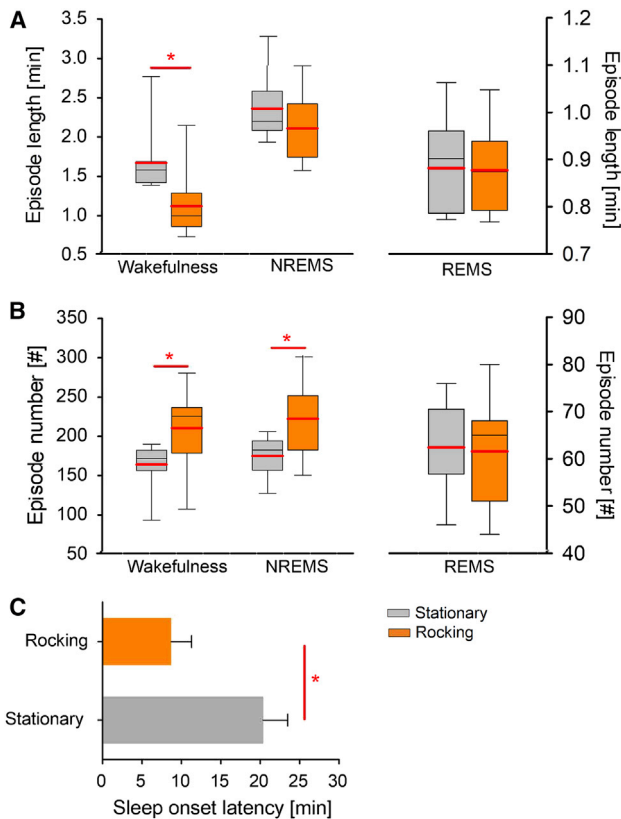 A
Episode length [min]
3.5
3.0
2.5
2.0
1.5
1.0
0.5
*
Wakefulness
NREMS
REMS
1.2
1.1
1.0
0.9
0.8
0.7
Episode length [min]
B
Episode number [#]
350
300
250
200
150
100
50
*
*
Wakefulness
NREMS
REMS
90
80
70
60
50
40
Episode number [#]
C
Rocking
Stationary
*
0 5 10 15 20 25 30
Sleep onset latency [min]
Stationary
Rocking